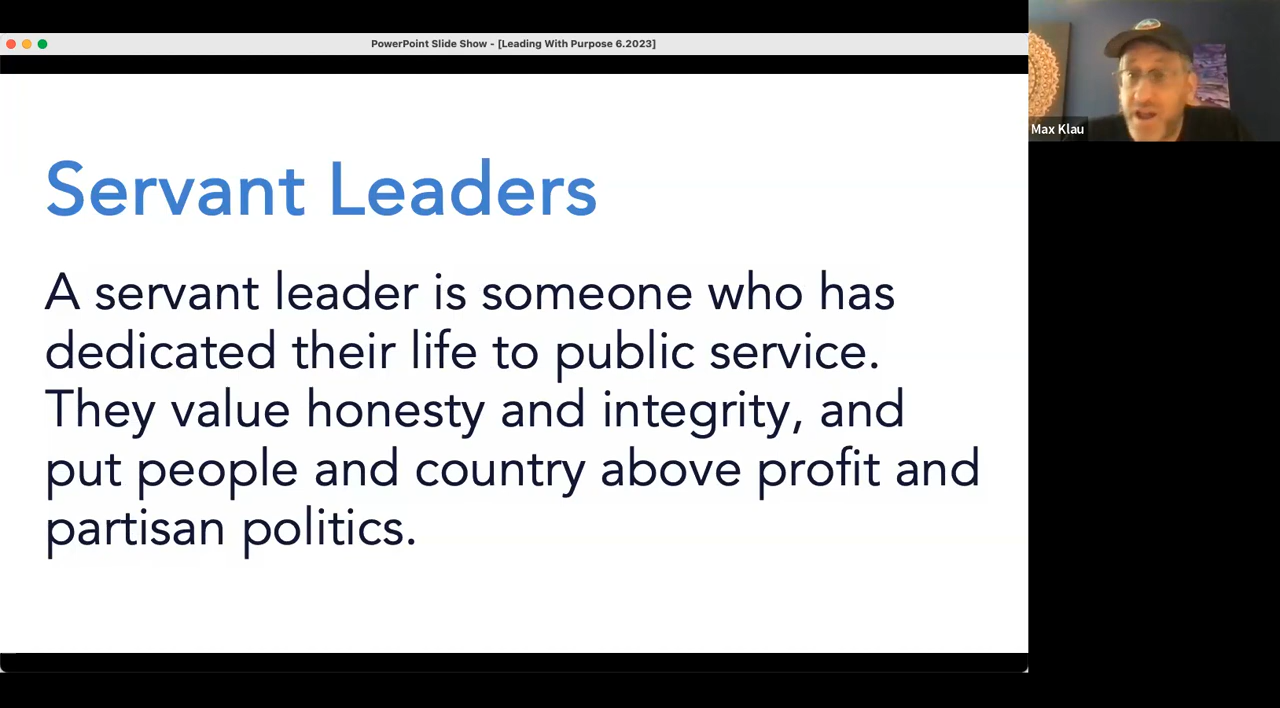 PowerPoint Slide Show - [Leading With Purpose 6.2023]
Max Klau
Servant Leaders
A servant leader is someone who has
dedicated their life to public service.
They value honesty and integrity, and
put people and country above profit and
partisan politics.